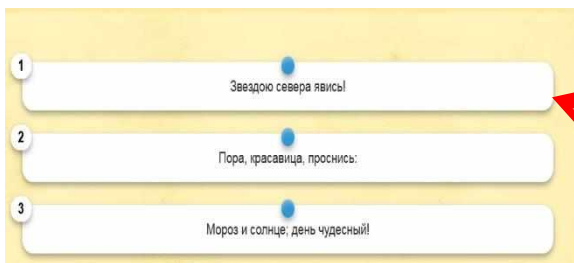 1
Звездою севера явись!
2
Пора, красавица, проснись:
3
Мороз и солнце; день чудесный!